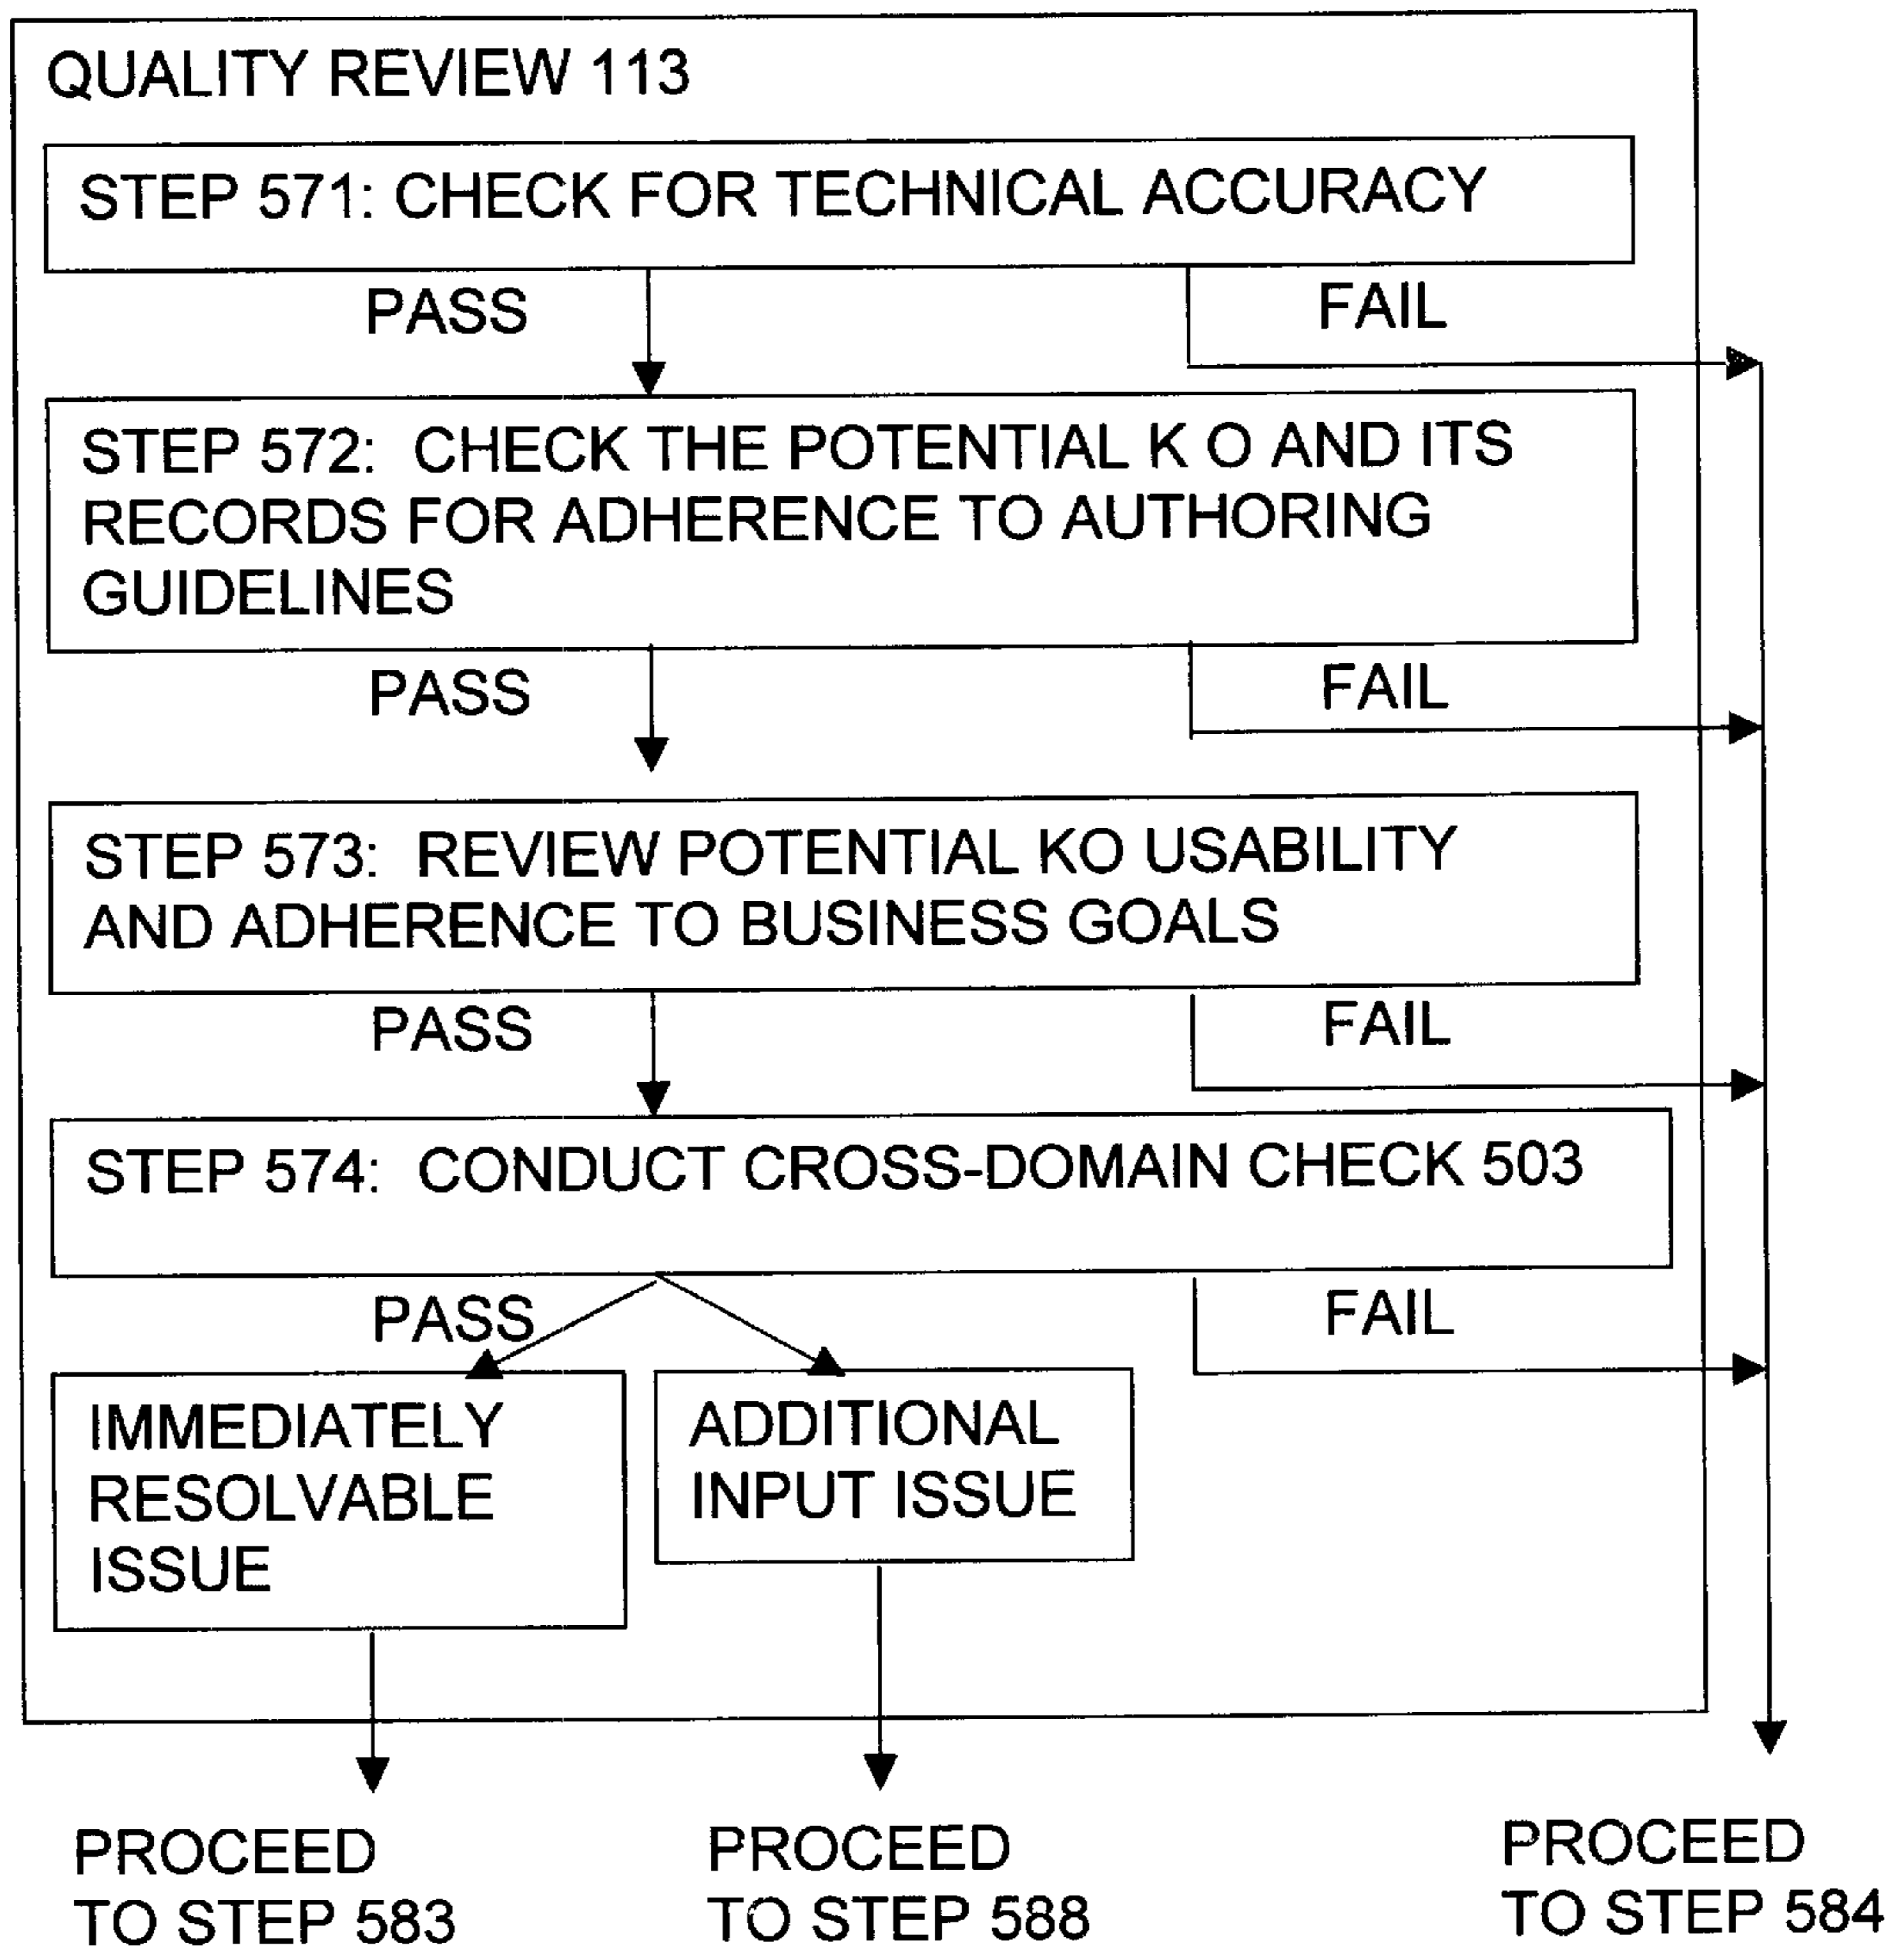 QUALITY REVIEW 113
STEP 571: CHECK FOR TECHNICAL ACCURACY
PASS
FAIL
STEP 572: CHECK THE POTENTIAL K O AND ITS
RECORDS FOR ADHERENCE TO AUTHORING
GUIDELINES
PASS
FAIL
STEP 573: REVIEW POTENTIAL KO USABILITY
AND ADHERENCE TO BUSINESS GOALS
PASS
FAIL
STEP 574: CONDUCT CROSS-DOMAIN CHECK 503
PASS
FAIL
IMMEDIATELY
RESOLVABLE
ISSUE
ADDITIONAL
INPUT ISSUE
PROCEED
TO STEP 583
PROCEED
TO STEP 588
PROCEED
TO STEP 584